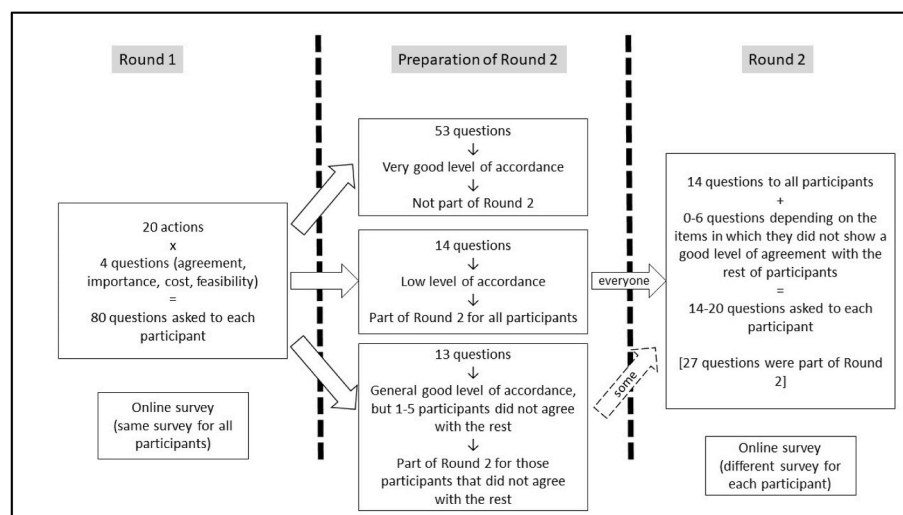 Round 1
Preparation of Round 2
Round 2
20 actions
x
4 questions (agreement,
importance, cost, feasibility)
=
80 questions asked to each
participant
Online survey
(same survey for all
participants)
53 questions
↓
Very good level of accordance
↓
Not part of Round 2
14 questions
↓
Low level of accordance
↓
Part of Round 2 for all participants
13 questions
↓
General good level of accordance,
but 1-5 participants did not agree
with the rest
↓
Part of Round 2 for those
participants that did not agree
with the rest
everyone
some
14 questions to all participants
+
0-6 questions depending on the
items in which they did not show a
good level of agreement with the
rest of participants
=
14-20 questions asked to each
participant
[27 questions were part of Round
2]
Online survey
(different survey for
each participant)